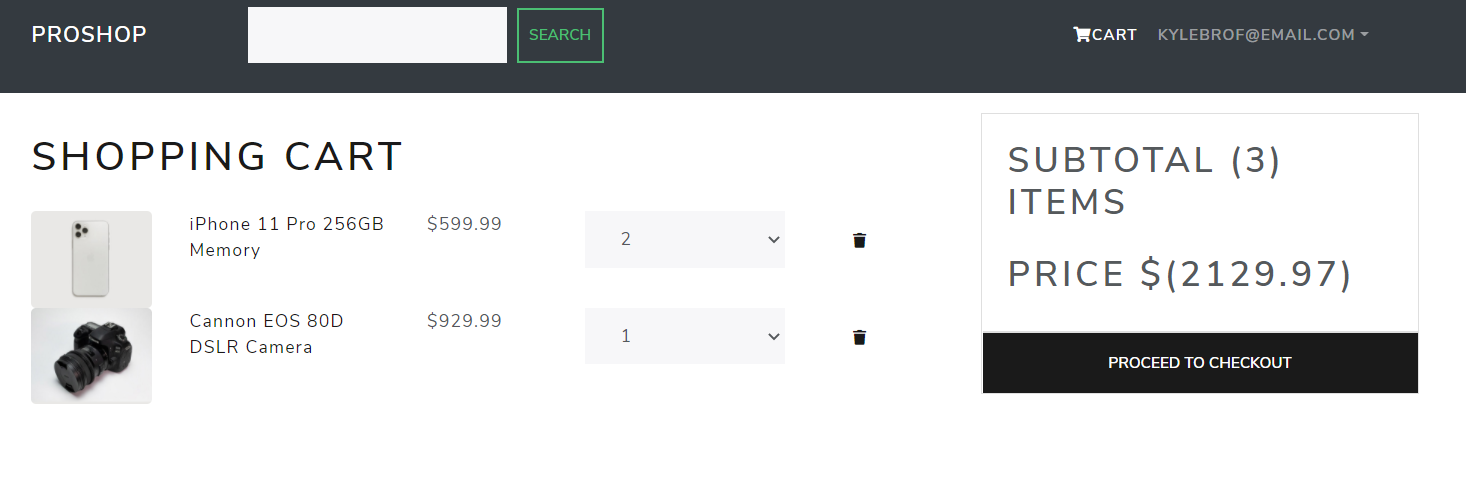 PROSHOP
SEARCH
CART
KYLEBROF@EMAIL.COM
SHOPPING CART
iPhone 11 Pro 256GB
Memory
$599.99
2
Cannon EOS 80D
DSLR Camera
$929.99
1
SUBTOTAL (3)
ITEMS
PRICE $(2129.97)
PROCEED TO CHECKOUT